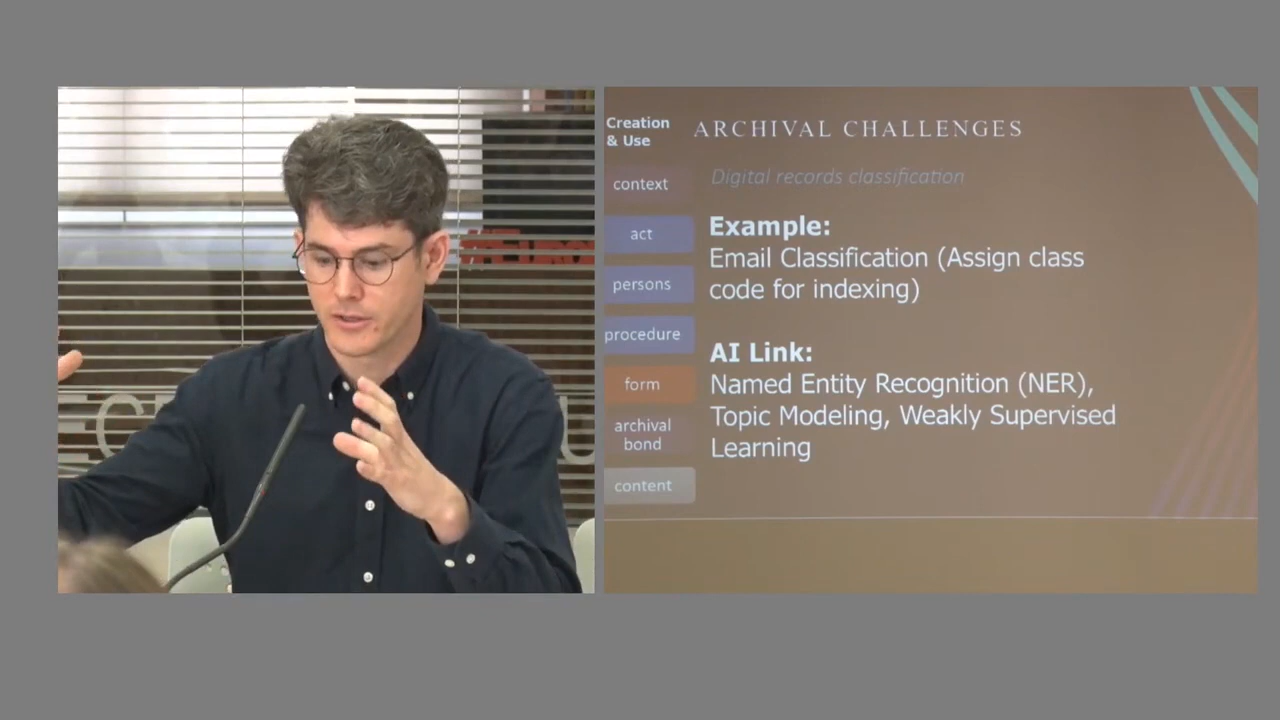 Creation
& Use
ARCHIVAL CHALLENGES
context
Digital records classification
act
Example:
Email Classification (Assign class
code for indexing)
persons
procedure
AI Link:
Named Entity Recognition (NER),
Topic Modeling, Weakly Supervised
Learning
form
archival
bond
content